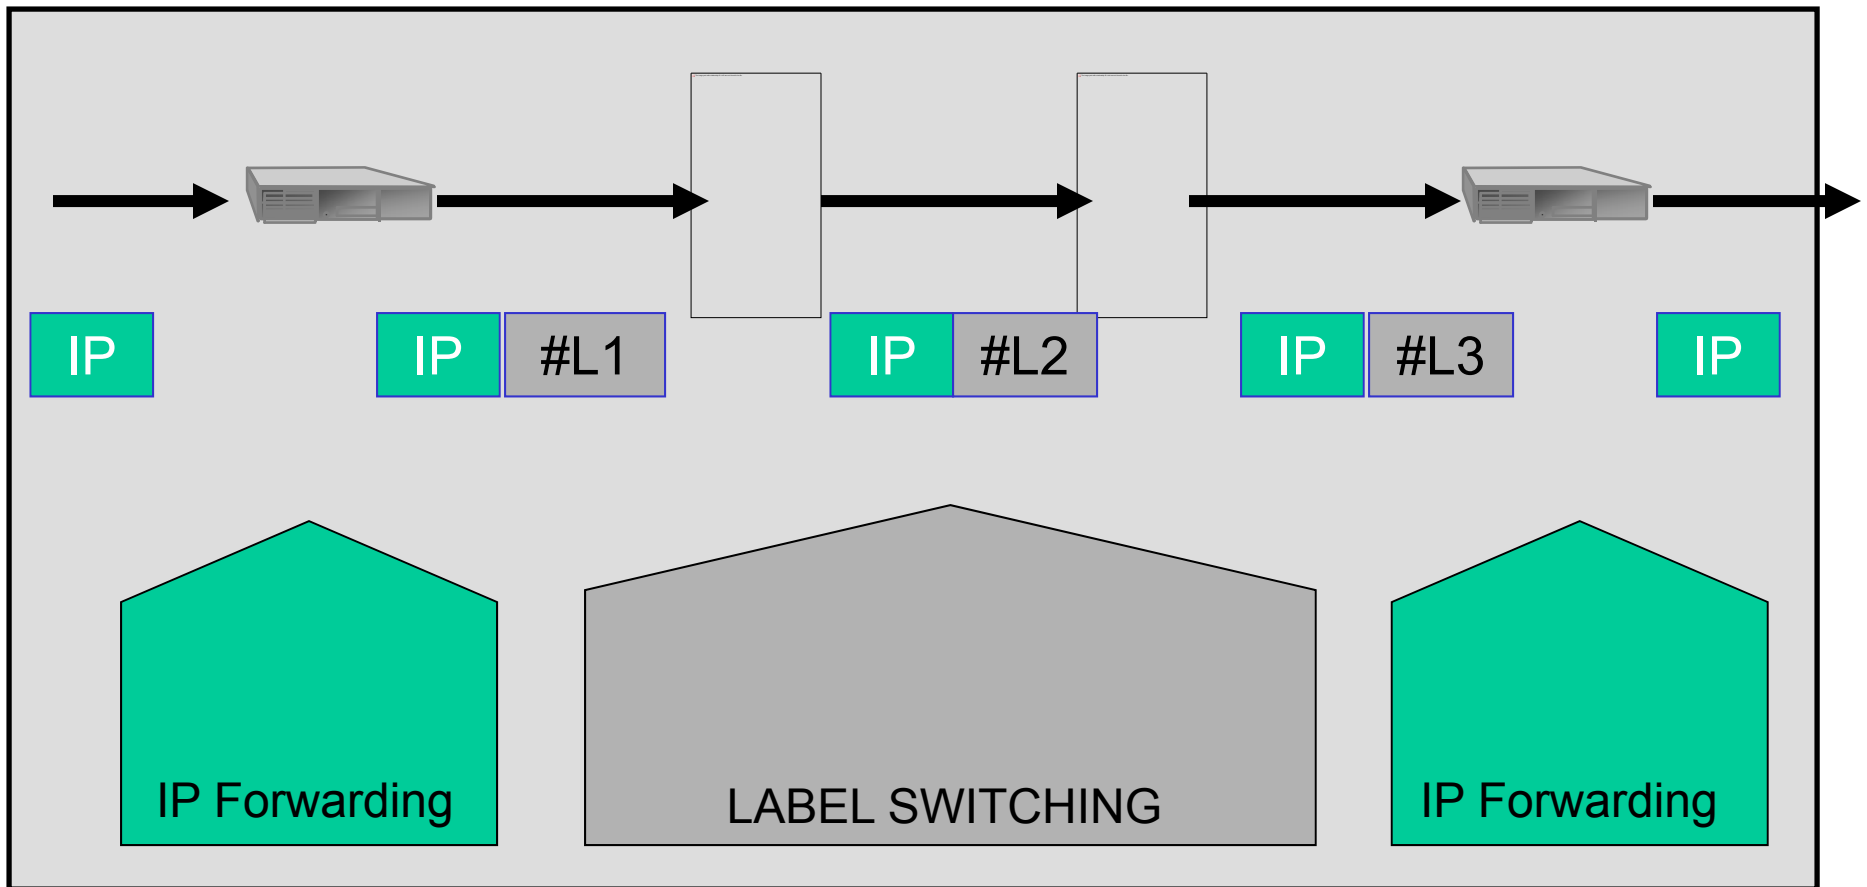 IP
IP #L1
IP #L2
IP #L3
IP
IP Forwarding
LABEL SWITCHING
IP Forwarding